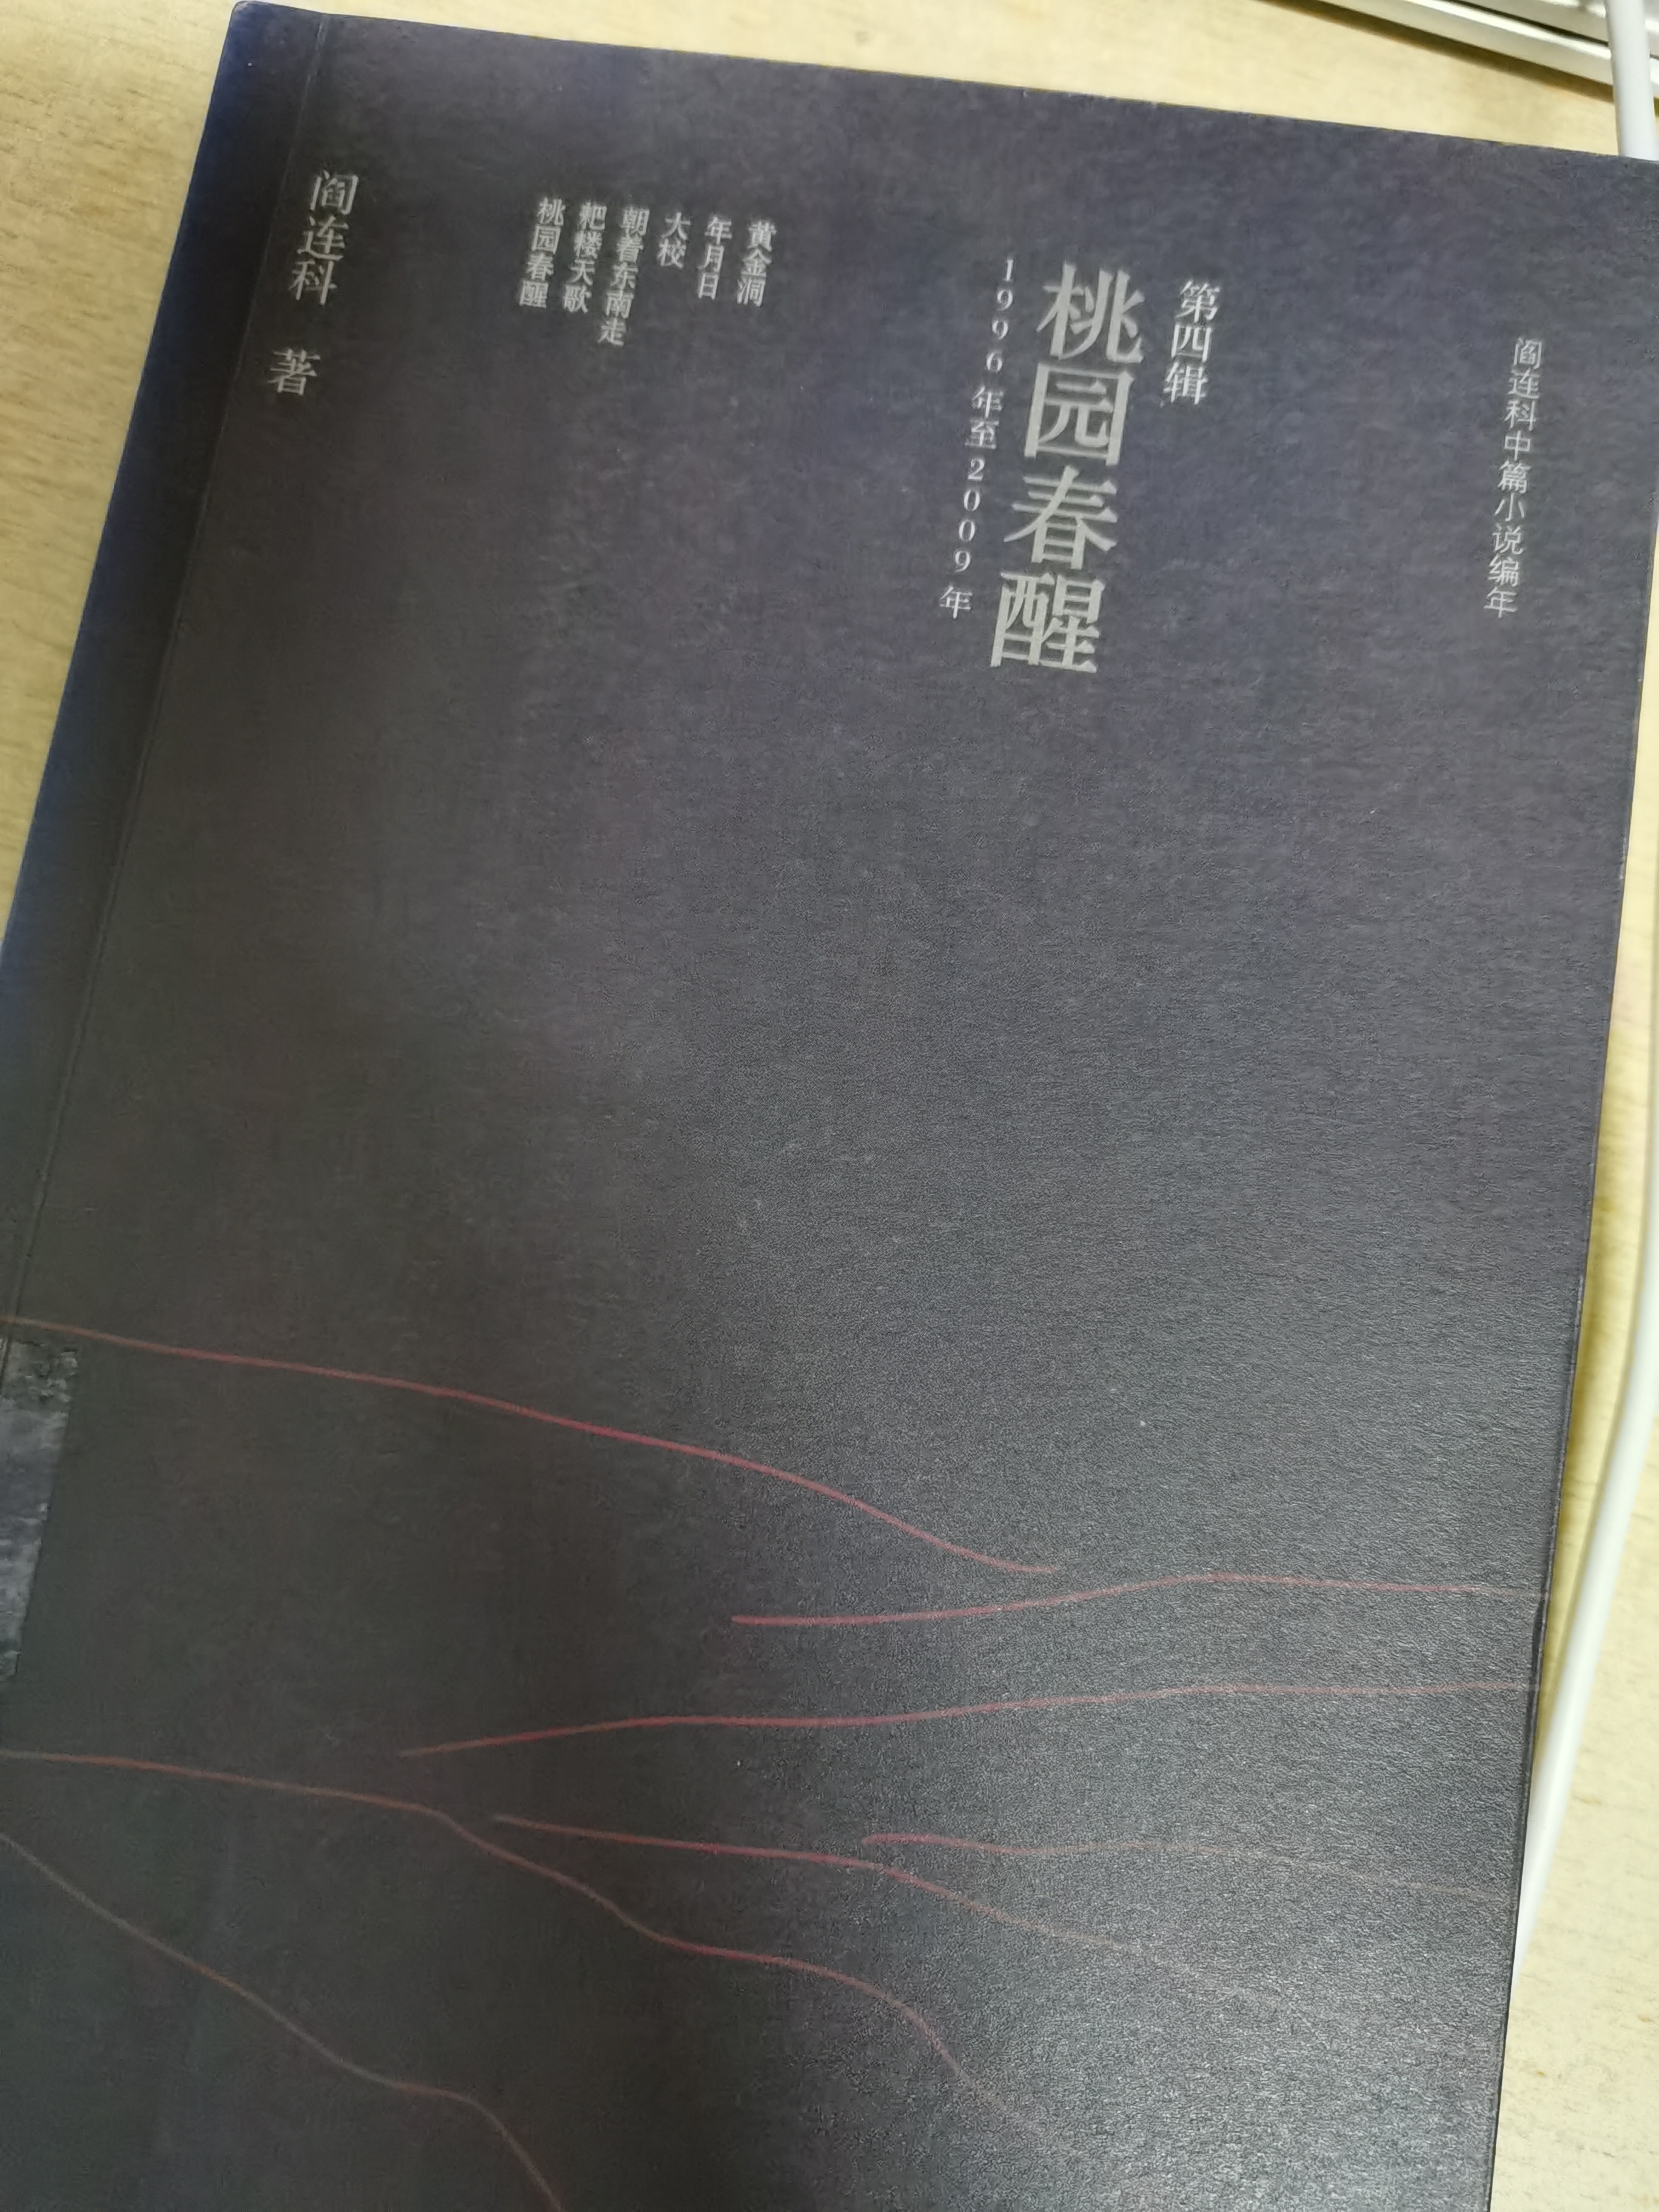 阎连科中篇小说编年
第四辑
桃园春醒
1996年至2009年
黄金洞
年月日
大校
朝着东南走
耙耧天歌
桃园春醒
阎连科 著